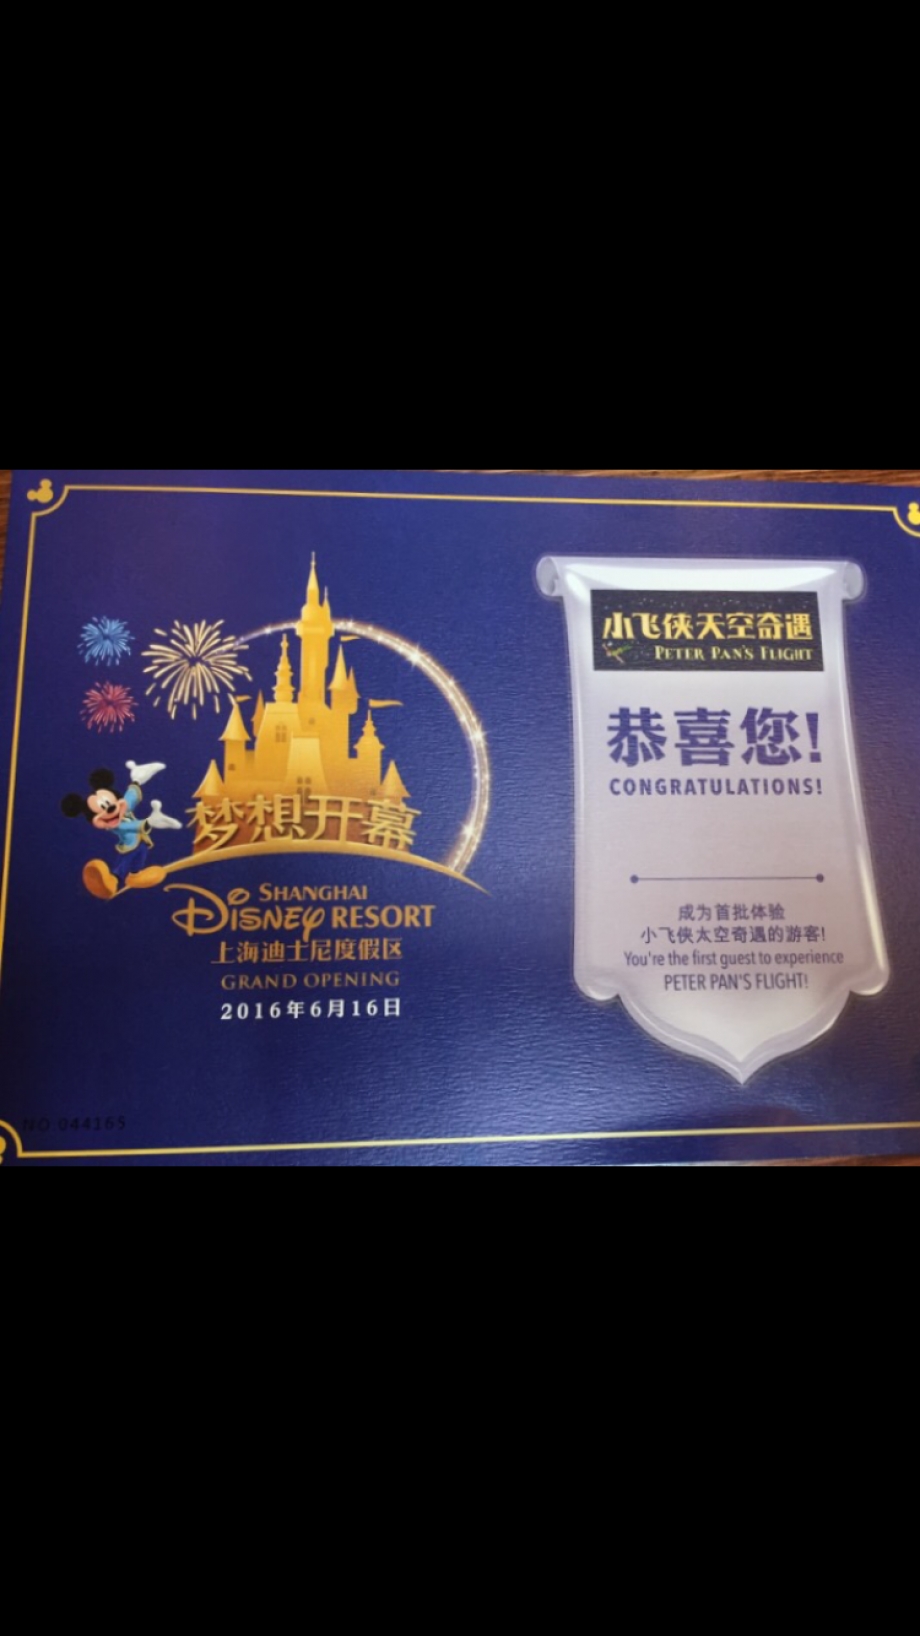 梦想开幕
SHANGHAI
DISNEY RESORT
上海迪士尼度假区
GRAND OPENING
2016年6月16日
NO 044165
小飞侠天空奇遇
PETER PAN'S FLIGHT
恭喜您!
CONGRATULATIONS!
成为首批体验
小飞侠太空奇遇的游客!
You're the first guest to experience
PETER PAN'S FLIGHT!